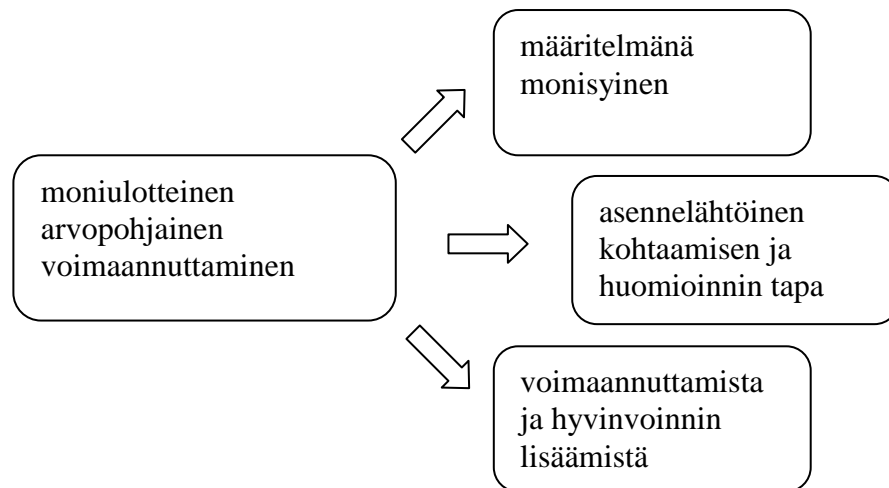 määritelmänä
monisyinen
moniulotteinen
arvopohjainen
voimaannuttaminen
asennelähtöinen
kohtaamisen ja
huomioinnin tapa
voimaannuttamista
ja hyvinvoinnin
lisäämistä